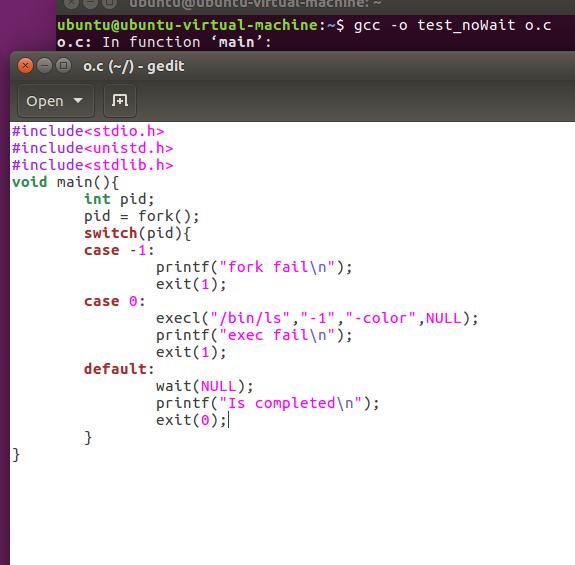 ubuntu@ubuntu-virtual-machine: ~
ubuntu@ubuntu-virtual-machine:~$ gcc -o test_noWait o.c
o.c: In function ‘main’:
o.c (~/) - gedit
Open
#include<stdio.h>
#include<unistd.h>
#include<stdlib.h>
void main(){
        int pid;
        pid = fork();
        switch(pid){
        case -1:
                printf("fork fail\n");
                exit(1);
        case 0:
                execl("/bin/ls","-1","-color",NULL);
                printf("exec fail\n");
                exit(1);
        default:
                wait(NULL);
                printf("Is completed\n");
                exit(0);
        }
}